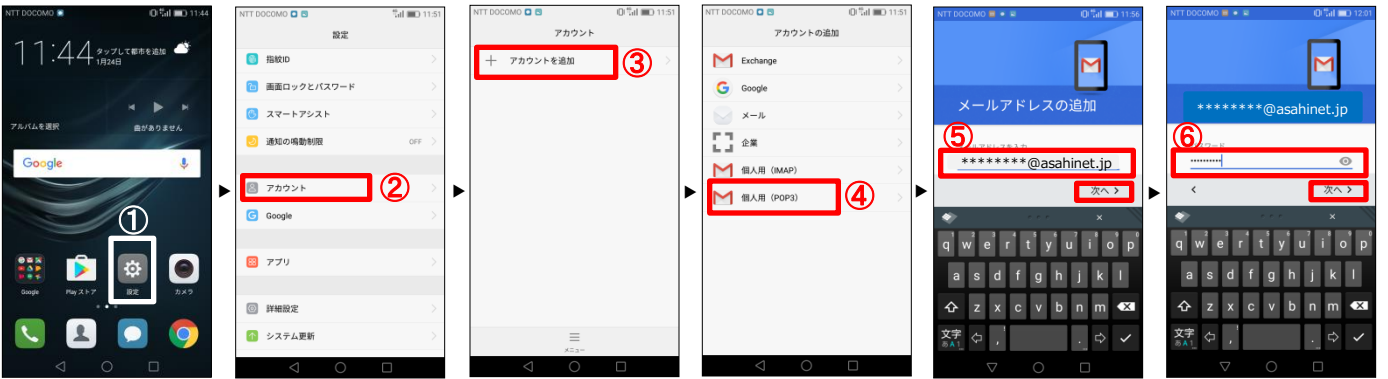 NTT DOCOMO 11:44
11:44 タップして都市を追加
1月24日
アルバムを選択 曲がありません
Google
①
Google Play ストア 設定 カメラ
NTT DOCOMO 11:51
設定
指紋ID
画面ロックとパスワード
スマートアシスト
通知の鳴動制限 OFF
アカウント ②
Google
アプリ
詳細設定
システム更新
NTT DOCOMO 11:51
アカウント
アカウントを追加 ③
メニュー
NTT DOCOMO 11:51
アカウントの追加
Exchange
Google
メール
企業
個人用 (IMAP)
個人用 (POP3) ④
NTT DOCOMO 11:56
メールアドレスの追加
⑤
********@asahinet.jp
次へ
q w e r t y u i o p
a s d f g h j k l
z x c v b n m
文字 , .
あA1
NTT DOCOMO 12:01
********@asahinet.jp
⑥
次へ
q w e r t y u i o p
a s d f g h j k l
z x c v b n m
文字 , .
あA1